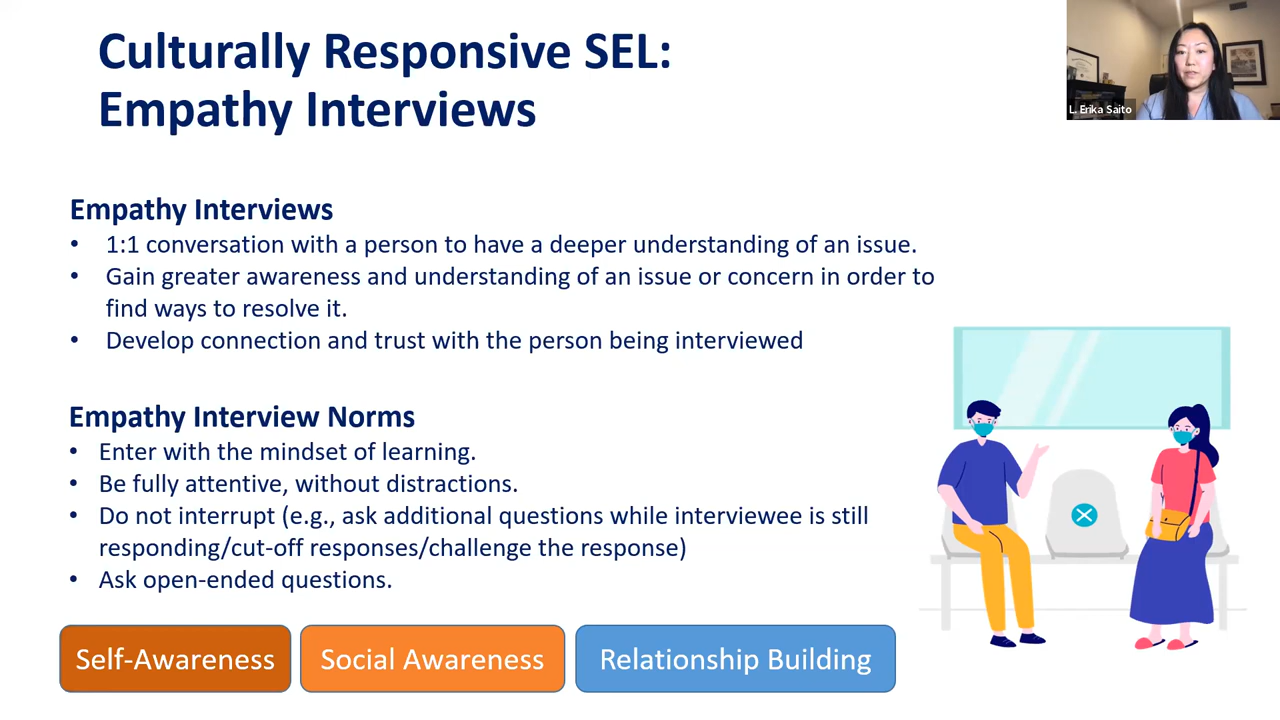 Culturally Responsive SEL:
Empathy Interviews
L. Erika Saito
Empathy Interviews
• 1:1 conversation with a person to have a deeper understanding of an issue.
• Gain greater awareness and understanding of an issue or concern in order to
find ways to resolve it.
• Develop connection and trust with the person being interviewed
Empathy Interview Norms
• Enter with the mindset of learning.
• Be fully attentive, without distractions.
• Do not interrupt (e.g., ask additional questions while interviewee is still
responding/cut-off responses/challenge the response)
• Ask open-ended questions.
Self-Awareness
Social Awareness
Relationship Building